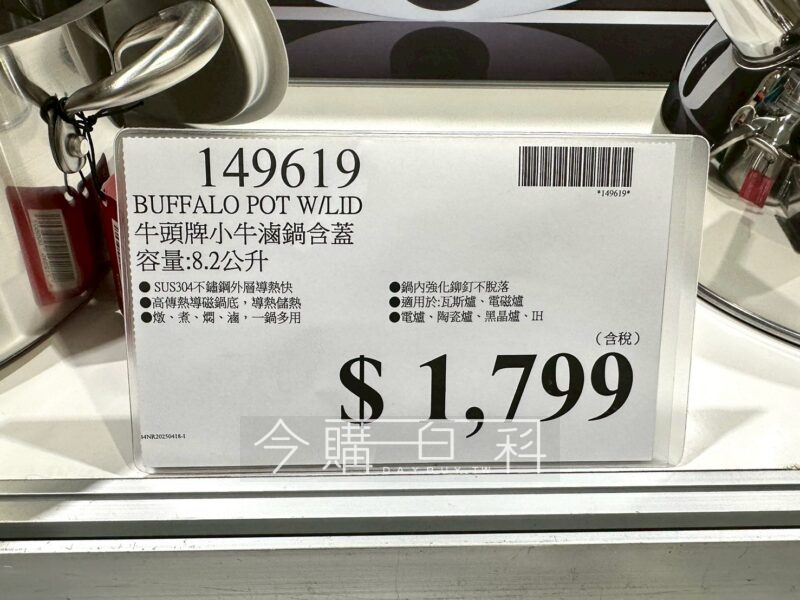 149619
*149619*
BUFFALO POT W/LID
牛頭牌小牛滷鍋含蓋
容量:8.2公升
●SUS304不鏽鋼外層導熱快
●高傳熱導磁鍋底，導熱儲熱
●燉、煮、燜、滷，一鍋多用
●鍋內強化鉚釘不脫落
●適用於:瓦斯爐、電磁爐
●電爐、陶瓷爐、黑晶爐、IH
(含稅)
$ 1,799
今購百科
DAYBUY.TW